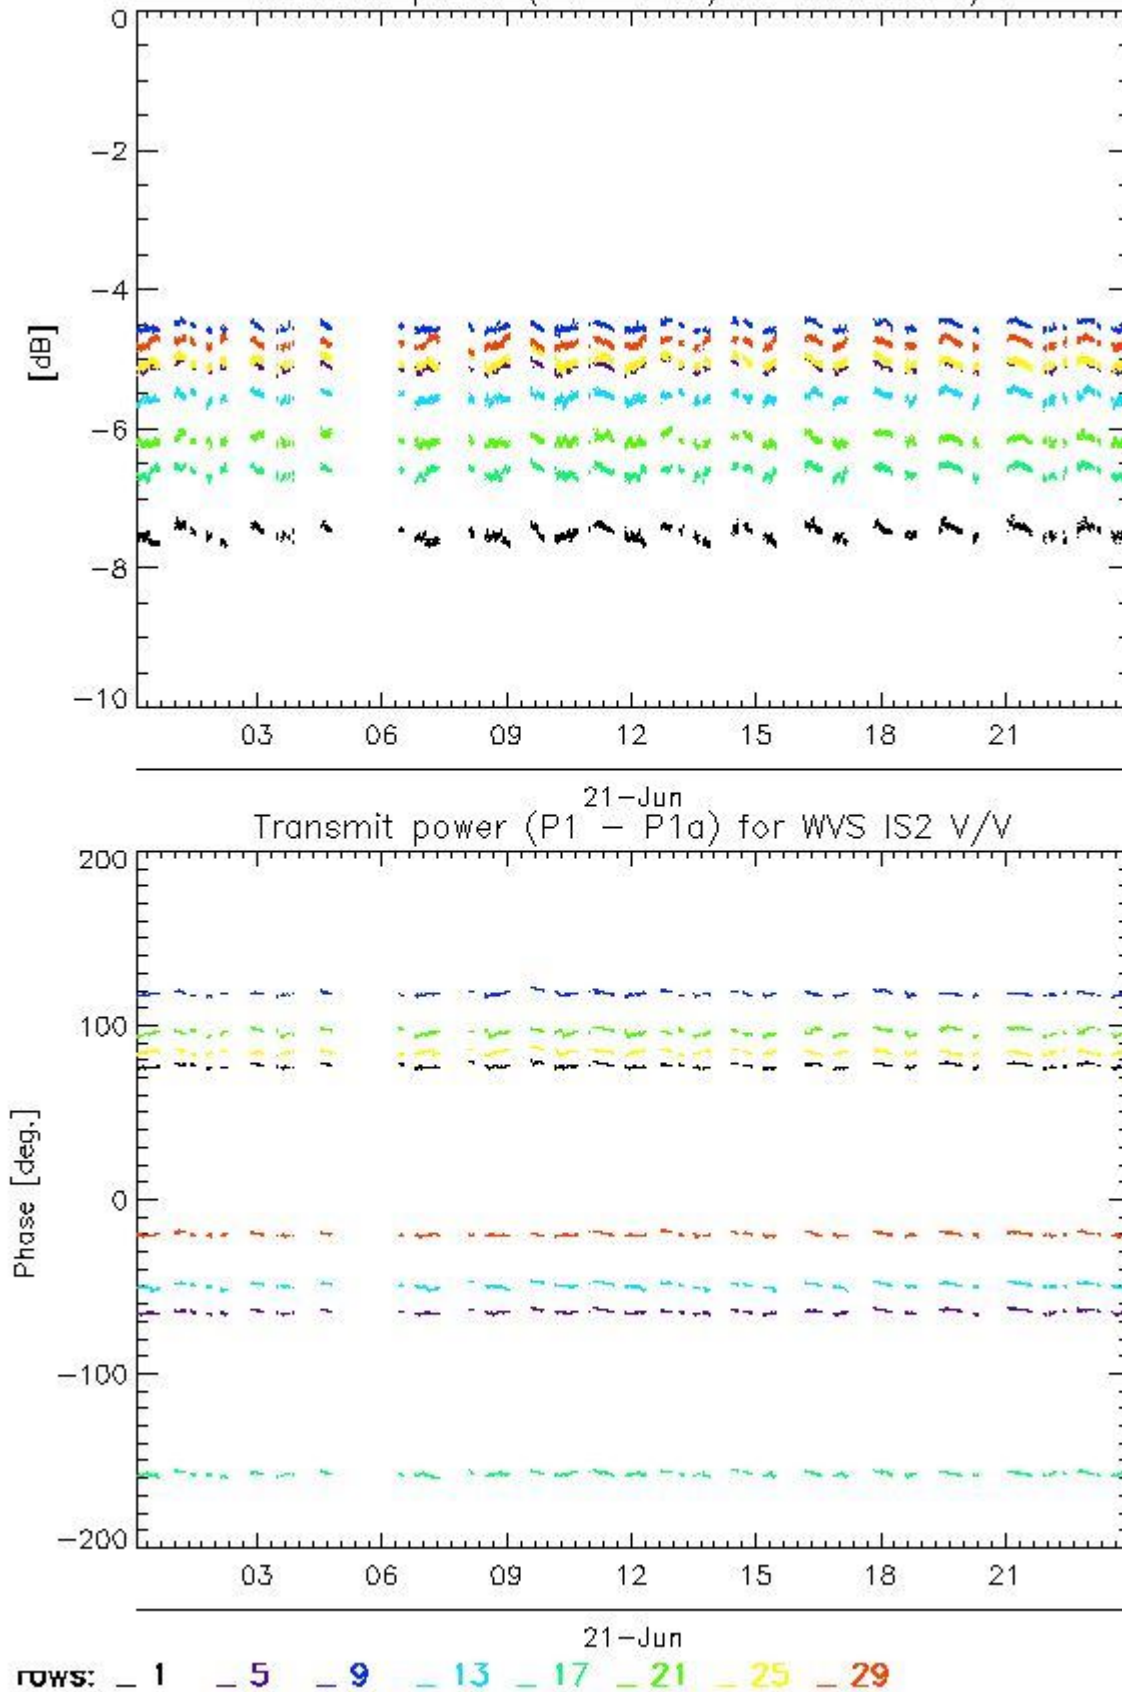 0
-2
-4
[dB]
-6
-8
-10
03 06 09 12 15 18 21
21-Jun
Transmit power (P1 - P1a) for WVS IS2 V/V
200
100
0
Phase [deg.]
-100
-200
03 06 09 12 15 18 21
21-Jun
rows: _ 1 _ 5 _ 9 _ 13 _ 17 _ 21 _ 25 _ 29